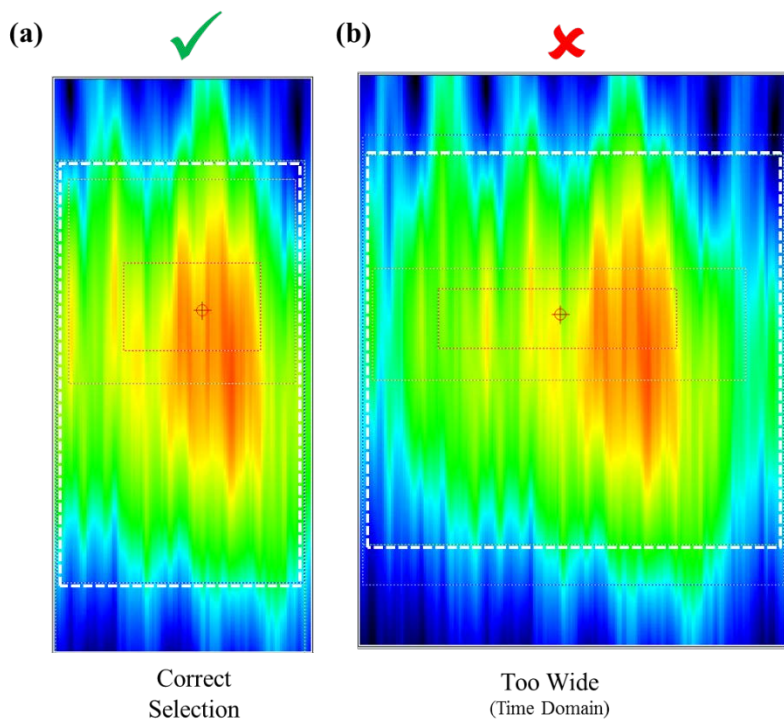 (a)
(b)
Correct
Selection
Too Wide
(Time Domain)